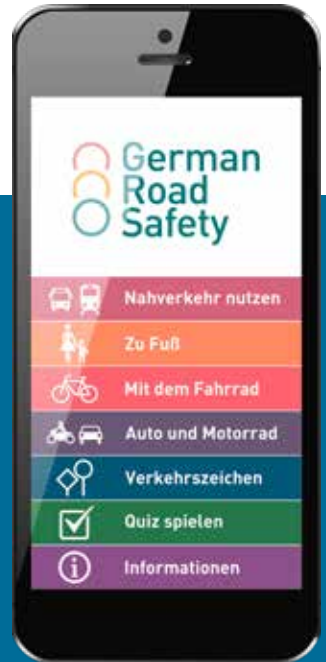 German
Road
Safety
Nahverkehr nutzen
Zu Fuß
Mit dem Fahrrad
Auto und Motorrad
Verkehrszeichen
Quiz spielen
Informationen